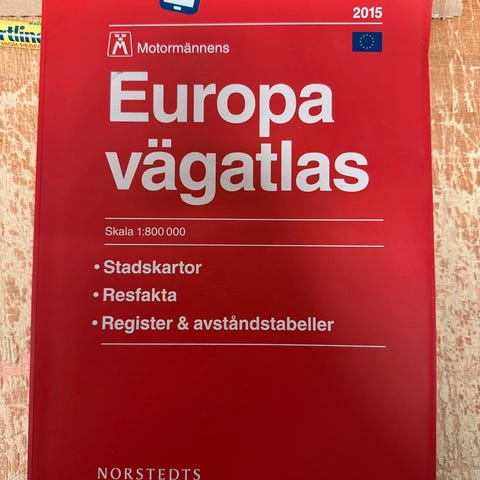 2015
Motormännens
Europa
vägatlas
Skala 1:800 000
• Stadskartor
• Resfakta
• Register & avståndstabeller
NORSTEDTS